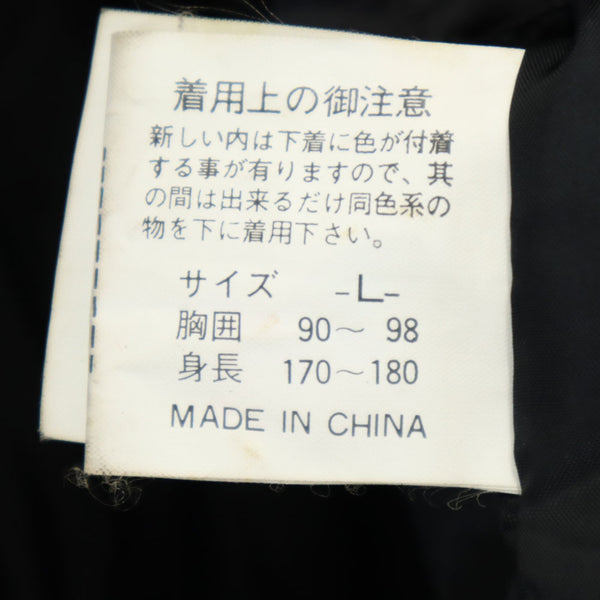 着用上の御注意
新しい内は下着に色が付着
する事が有りますので、其
の間は出来るだけ同色系の
物を下に着用下さい。
サイズ -L-
胸囲 90～98
身長 170～180
MADE IN CHINA